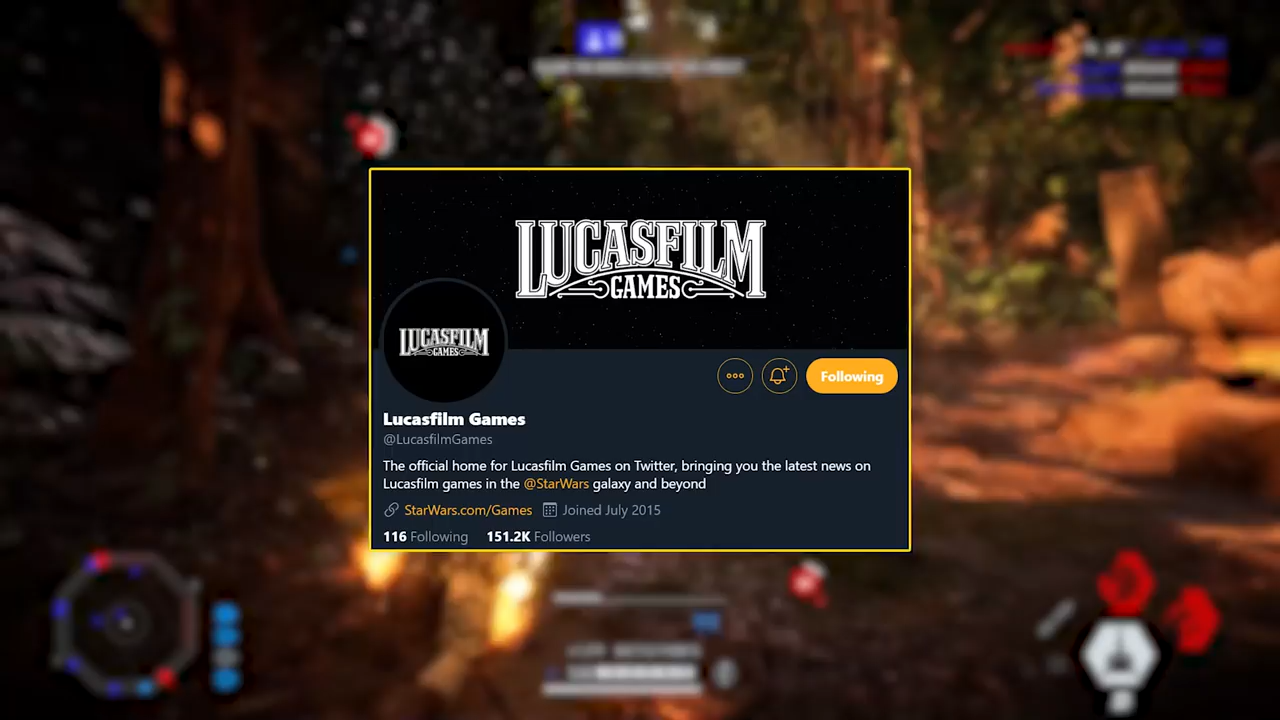 LUCASFILM
GAMES
LUCASFILM
GAMES
Following
Lucasfilm Games
@LucasfilmGames
The official home for Lucasfilm Games on Twitter, bringing you the latest news on
Lucasfilm games in the @StarWars galaxy and beyond
StarWars.com/Games Joined July 2015
116 Following 151.2K Followers